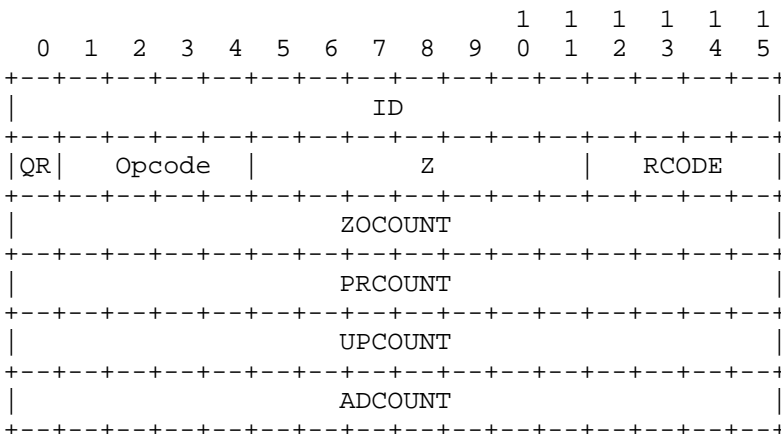 1  1  1  1  1  1
  0  1  2  3  4  5  6  7  8  9  0  1  2  3  4  5
+--+--+--+--+--+--+--+--+--+--+--+--+--+--+--+--+
|                      ID                       |
+--+--+--+--+--+--+--+--+--+--+--+--+--+--+--+--+
|QR|   Opcode  |          Z         |   RCODE   |
+--+--+--+--+--+--+--+--+--+--+--+--+--+--+--+--+
|                    ZOCOUNT                    |
+--+--+--+--+--+--+--+--+--+--+--+--+--+--+--+--+
|                    PRCOUNT                    |
+--+--+--+--+--+--+--+--+--+--+--+--+--+--+--+--+
|                    UPCOUNT                    |
+--+--+--+--+--+--+--+--+--+--+--+--+--+--+--+--+
|                    ADCOUNT                    |
+--+--+--+--+--+--+--+--+--+--+--+--+--+--+--+--+